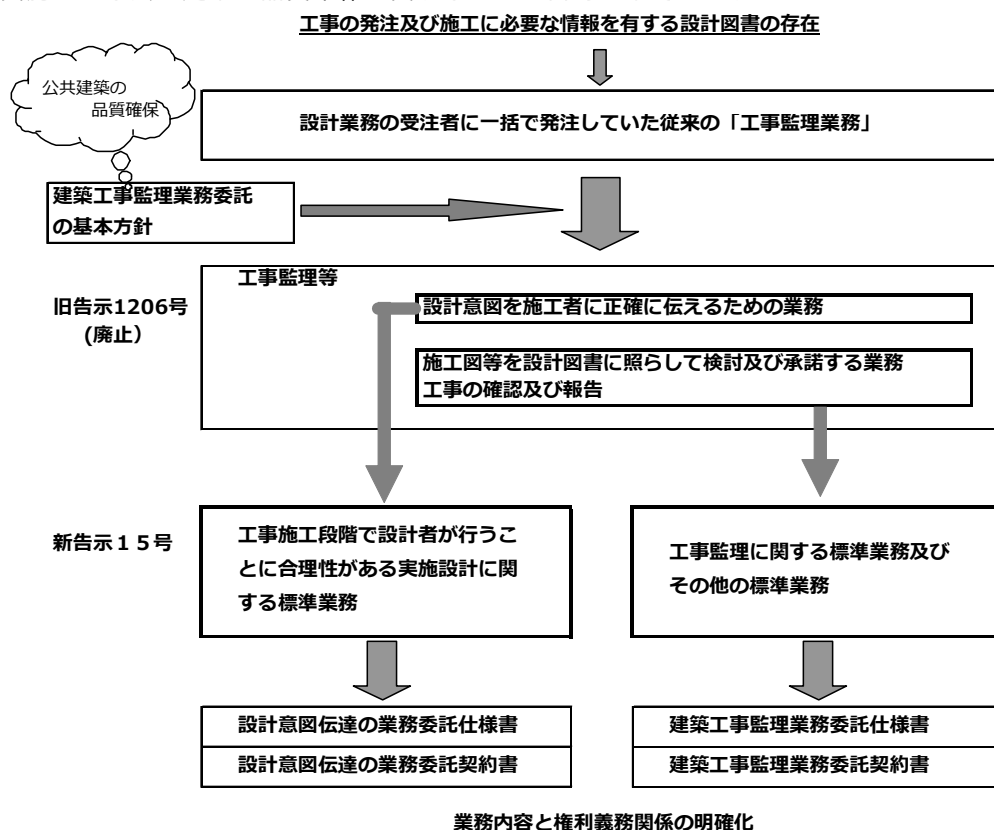 工事の発注及び施工に必要な情報を有する設計図書の存在
公共建築の
品質確保
設計業務の受注者に一括で発注していた従来の「工事監理業務」
建築工事監理業務委託
の基本方針
工事監理等
旧告示1206号
(廃止）
設計意図を施工者に正確に伝えるための業務
施工図等を設計図書に照らして検討及び承諾する業務
工事の確認及び報告
新告示１５号
工事施工段階で設計者が行うこ
とに合理性がある実施設計に関
する標準業務
工事監理に関する標準業務及び
その他の標準業務
設計意図伝達の業務委託仕様書
設計意図伝達の業務委託契約書
建築工事監理業務委託仕様書
建築工事監理業務委託契約書
業務内容と権利義務関係の明確化